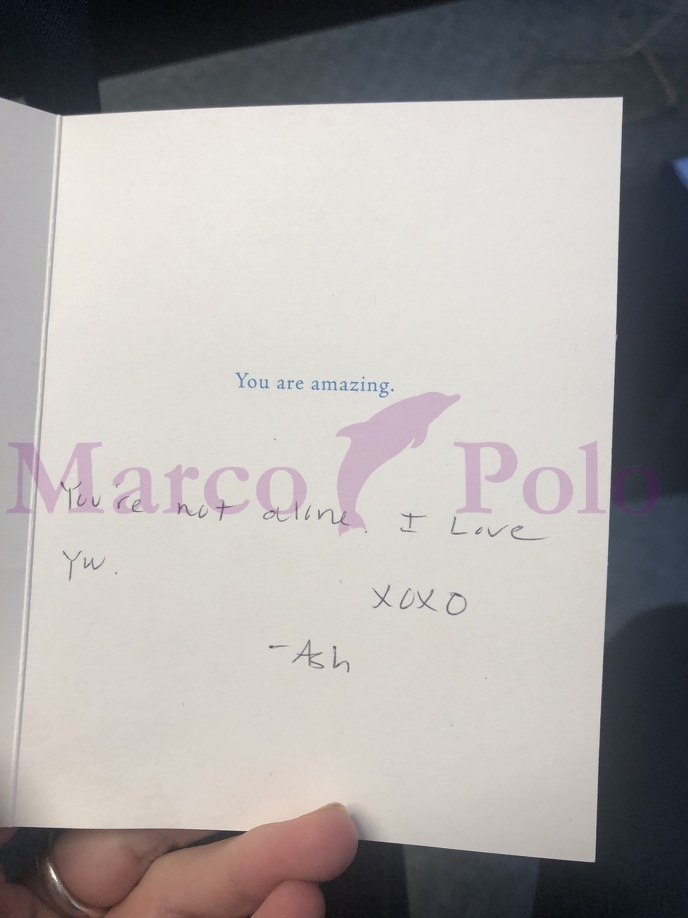 You are amazing.
Marco Polo
You're not alone. I Love
You.
XOXO
-Ash